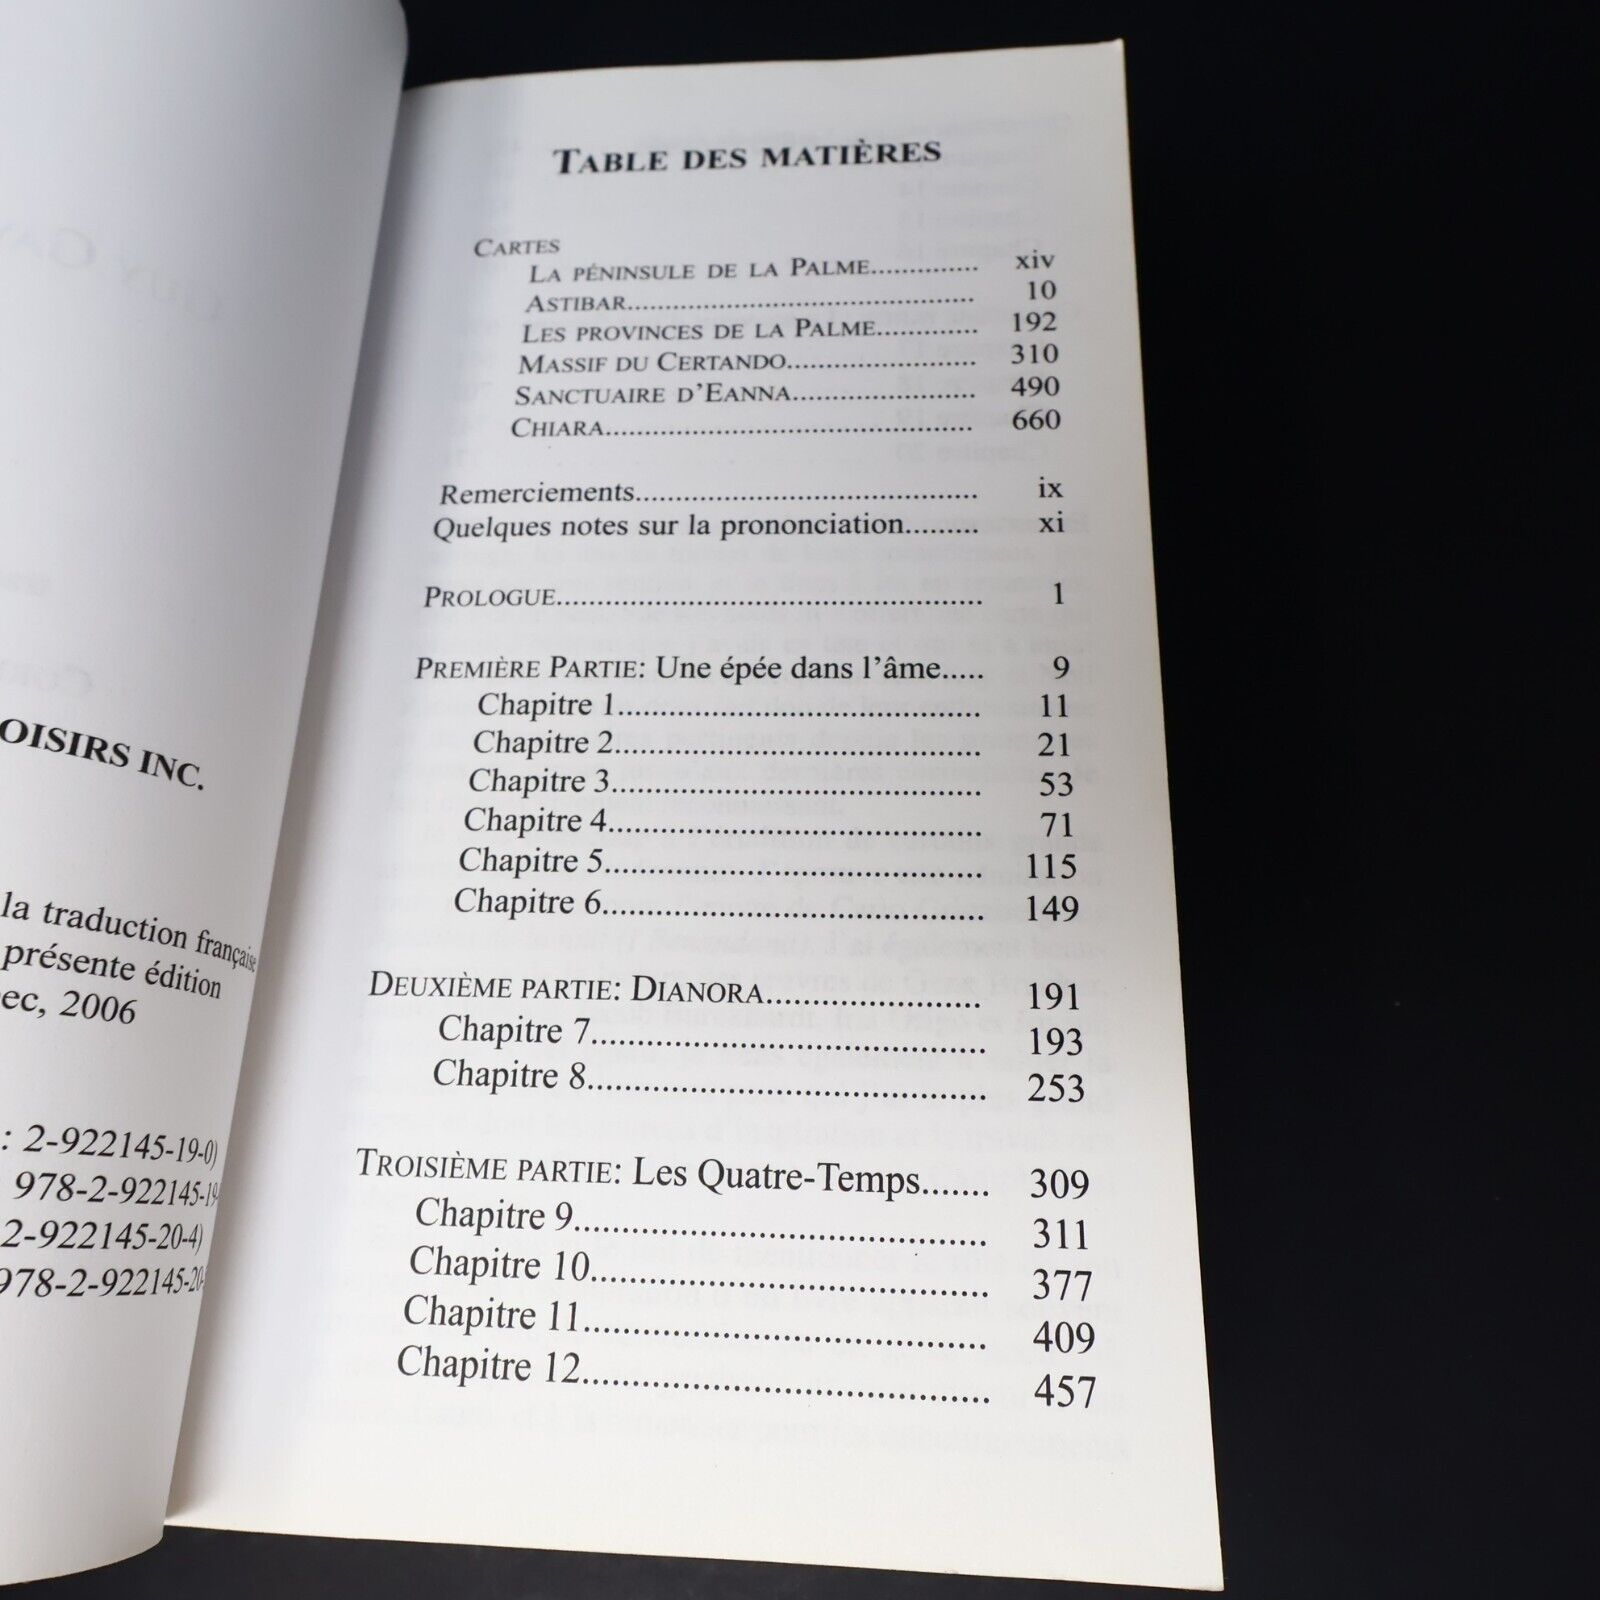 OISIRS INC.
la traduction française
présente édition
ec, 2006
: 2-922145-19-0)
978-2-922145-19-
2-922145-20-4)
978-2-922145-20-
TABLE DES MATIÈRES
CARTES
LA PÉNINSULE DE LA PALME.............. xiv
ASTIBAR............................................ 10
LES PROVINCES DE LA PALME............. 192
MASSIF DU CERTANDO........................ 310
SANCTUAIRE D'EANNA........................ 490
CHIARA............................................... 660
Remerciements.......................................... ix
Quelques notes sur la prononciation......... xi
PROLOGUE.................................................... 1
PREMIÈRE PARTIE: Une épée dans l'âme..... 9
Chapitre 1............................................ 11
Chapitre 2............................................ 21
Chapitre 3............................................ 53
Chapitre 4............................................ 71
Chapitre 5............................................ 115
Chapitre 6............................................ 149
DEUXIÈME PARTIE: DIANORA...................... 191
Chapitre 7............................................ 193
Chapitre 8............................................ 253
TROISIÈME PARTIE: Les Quatre-Temps....... 309
Chapitre 9............................................ 311
Chapitre 10.......................................... 377
Chapitre 11.......................................... 409
Chapitre 12.......................................... 457